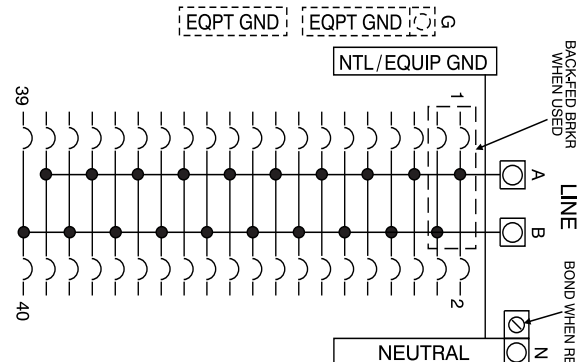 EQPT GND
EQPT GND
G
NTL/EQUIP GND
BACK-FED BRKR
WHEN USED
39
1
A
LINE
B
40
2
BOND WHEN
N
NEUTRAL